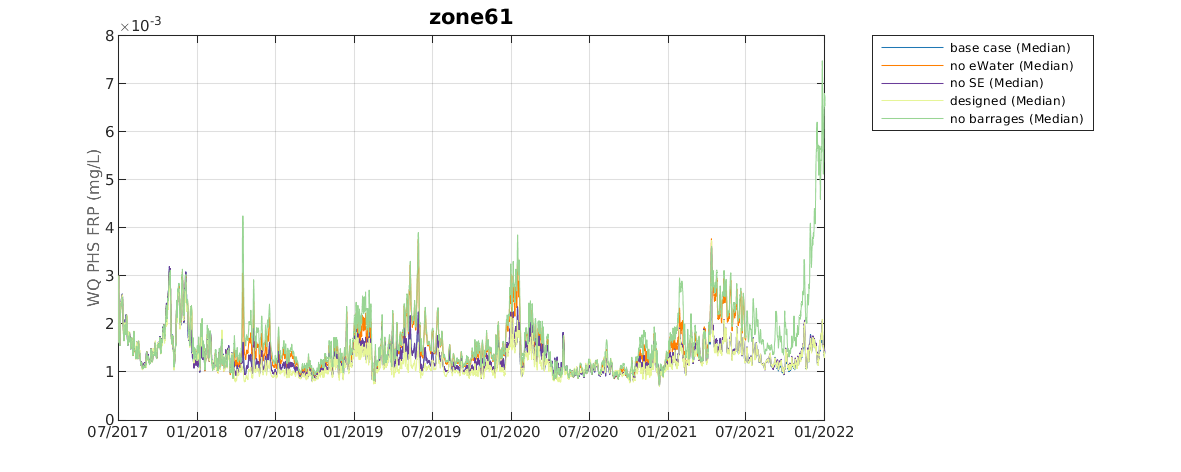 zone61
×10-3
8
7
6
5
4
3
2
1
0
WQ PHS FRP (mg/L)
07/2017 01/2018 07/2018 01/2019 07/2019 01/2020 07/2020 01/2021 07/2021 01/2022
base case (Median)
no eWater (Median)
no SE (Median)
designed (Median)
no barrages (Median)